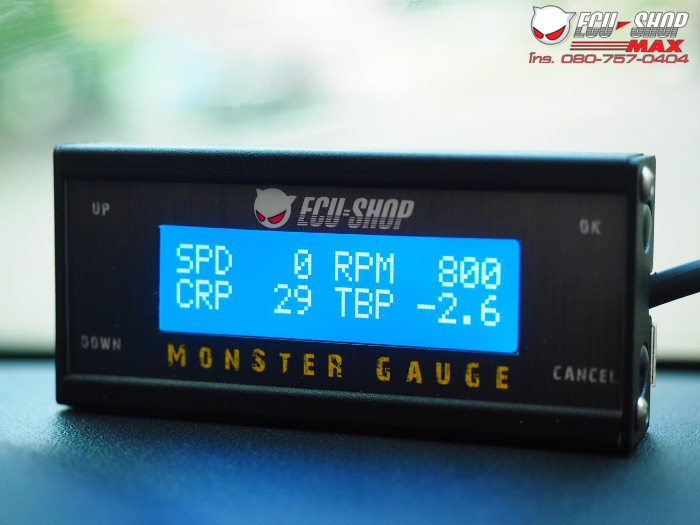 ECU-SHOP
MAX
โทร. 080-757-0404
ECU-SHOP
UP
OK
SPD 0 RPM 800
CRP 29 TBP -2.6
DOWN
CANCEL
MONSTER GAUGE